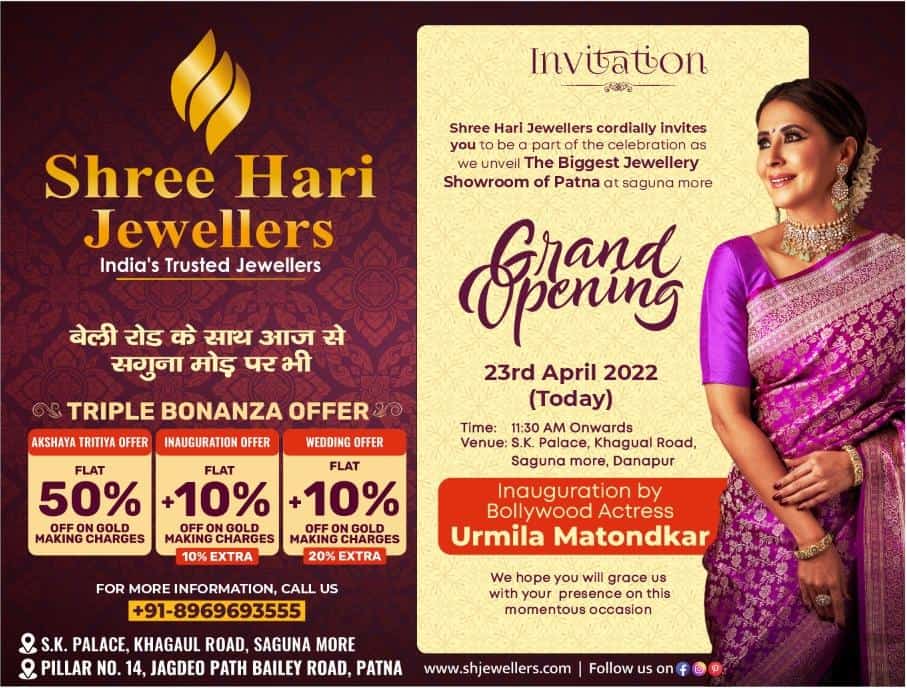 Shree Hari
Jewellers
India's Trusted Jewellers
बेली रोड के साथ आज से
सगुना मोड़ पर भी
TRIPLE BONANZA OFFER
AKSHAYA TRITIYA OFFER
FLAT
50%
OFF ON GOLD
MAKING CHARGES
INAUGURATION OFFER
FLAT
+10%
OFF ON GOLD
MAKING CHARGES
10% EXTRA
WEDDING OFFER
FLAT
+10%
OFF ON GOLD
MAKING CHARGES
20% EXTRA
FOR MORE INFORMATION, CALL US
+91-8969693555
S.K. PALACE, KHAGAUL ROAD, SAGUNA MORE
PILLAR NO. 14, JAGDEO PATH BAILEY ROAD, PATNA
Invitation
Shree Hari Jewellers cordially invites
you to be a part of the celebration as
we unveil The Biggest Jewellery
Showroom of Patna at saguna more
Grand
Opening
23rd April 2022
(Today)
Time: 11:30 AM Onwards
Venue: S.K. Palace, Khagual Road,
Saguna more, Danapur
Inauguration by
Bollywood Actress
Urmila Matondkar
We hope you will grace us
with your presence on this
momentous occasion
www.shjewellers.com | Follow us on